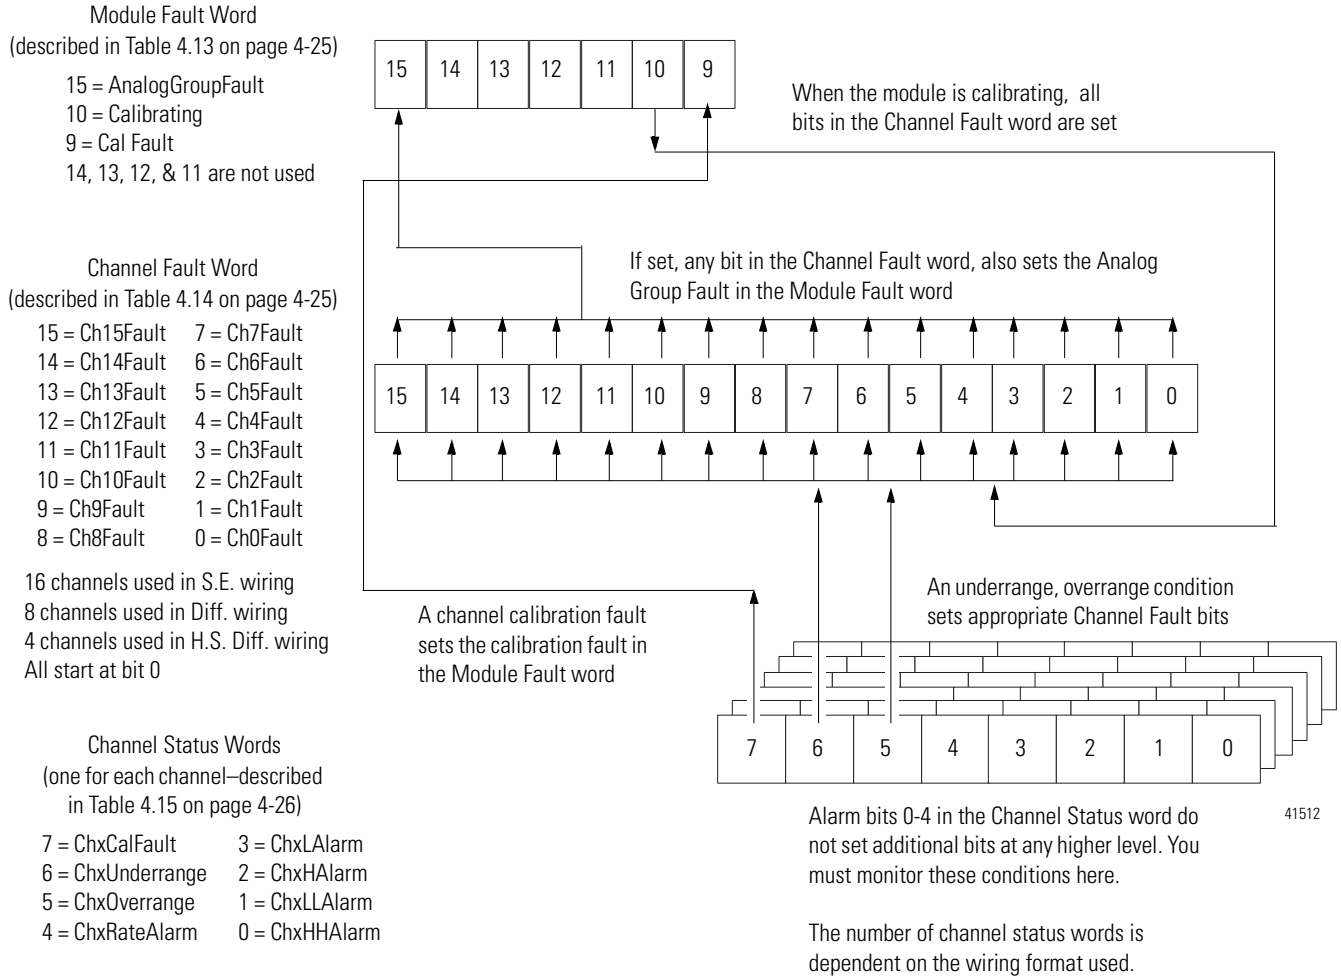 Module Fault Word
(described in Table 4.13 on page 4-25)
15 = AnalogGroupFault
10 = Calibrating
9 = Cal Fault
14, 13, 12, & 11 are not used
15 14 13 12 11 10 9
When the module is calibrating, all
bits in the Channel Fault word are set
Channel Fault Word
(described in Table 4.14 on page 4-25)
15 = Ch15Fault 7 = Ch7Fault
14 = Ch14Fault 6 = Ch6Fault
13 = Ch13Fault 5 = Ch5Fault
12 = Ch12Fault 4 = Ch4Fault
11 = Ch11Fault 3 = Ch3Fault
10 = Ch10Fault 2 = Ch2Fault
9 = Ch9Fault 1 = Ch1Fault
8 = Ch8Fault 0 = Ch0Fault
If set, any bit in the Channel Fault word, also sets the Analog
Group Fault in the Module Fault word
15 14 13 12 11 10 9 8 7 6 5 4 3 2 1 0
16 channels used in S.E. wiring
8 channels used in Diff. wiring
4 channels used in H.S. Diff. wiring
All start at bit 0
A channel calibration fault
sets the calibration fault in
the Module Fault word
An underrange, overrange condition
sets appropriate Channel Fault bits
7 6 5 4 3 2 1 0
Channel Status Words
(one for each channel–described
in Table 4.15 on page 4-26)
7 = ChxCalFault 3 = ChxLAlarm
6 = ChxUnderrange 2 = ChxHAlarm
5 = ChxOverrange 1 = ChxLLAlarm
4 = ChxRateAlarm 0 = ChxHHAlarm
Alarm bits 0-4 in the Channel Status word do
not set additional bits at any higher level. You
must monitor these conditions here.
41512
The number of channel status words is
dependent on the wiring format used.